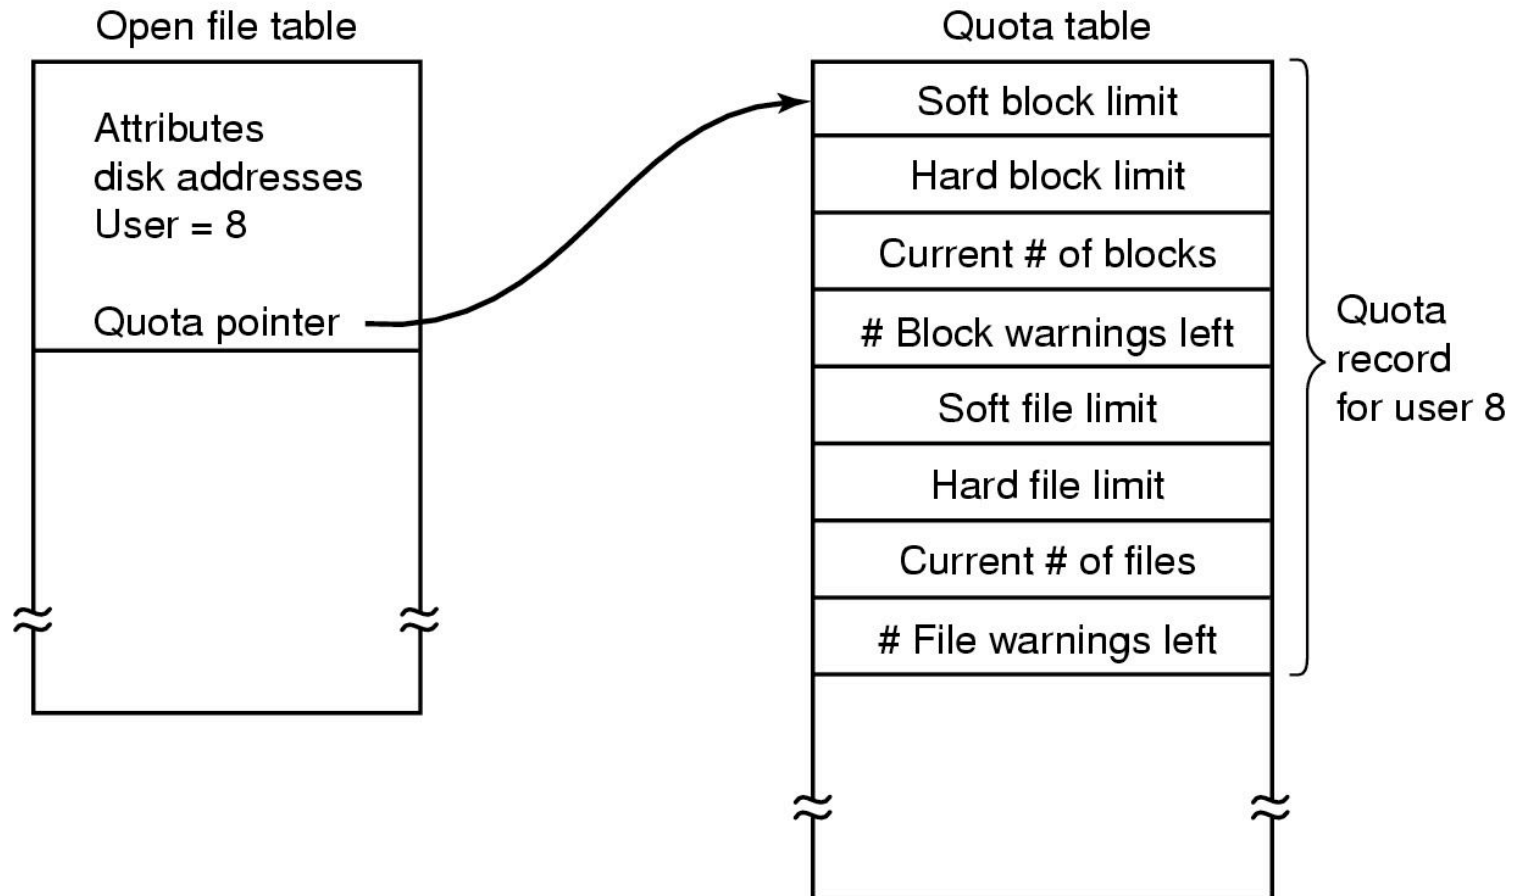 Open file table
Attributes
disk addresses
User = 8
Quota pointer
Quota table
Soft block limit
Hard block limit
Current # of blocks
# Block warnings left
Soft file limit
Hard file limit
Current # of files
# File warnings left
Quota
record
for user 8